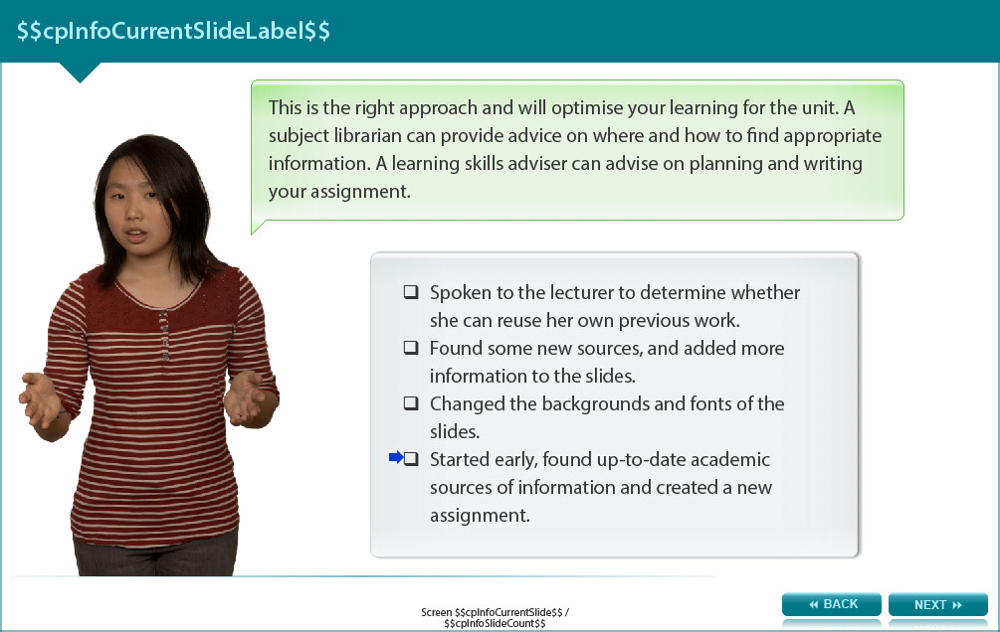 $$cpInfoCurrentSlideLabel$$
This is the right approach and will optimise your learning for the unit. A
subject librarian can provide advice on where and how to find appropriate
information. A learning skills adviser can advise on planning and writing
your assignment.
Spoken to the lecturer to determine whether
she can reuse her own previous work.
Found some new sources, and added more
information to the slides.
Changed the backgrounds and fonts of the
slides.
Started early, found up-to-date academic
sources of information and created a new
assignment.
Screen $$cpInfoCurrentSlide$$ /
$$cpInfoSlideCount$$
BACK
NEXT